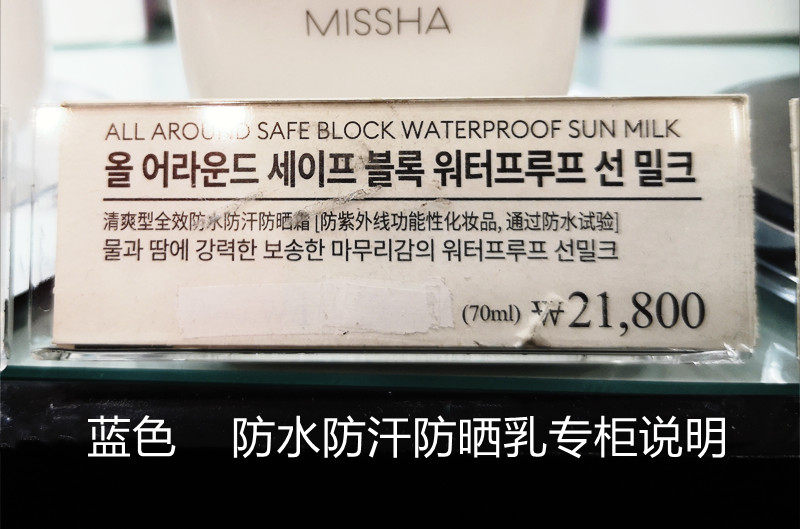 MISSHA
ALL AROUND SAFE BLOCK WATERPROOF SUN MILK
올 어라운드 세이프 블록 워터프루프 선 밀크
清爽型全效防水防汗防晒霜 [防紫外线功能性化妆品, 通过防水试验]
물과 땀에 강력한 보송한 마무리감의 워터프루프 선밀크
(70ml) ₩21,800
蓝色 防水防汗防晒乳专柜说明